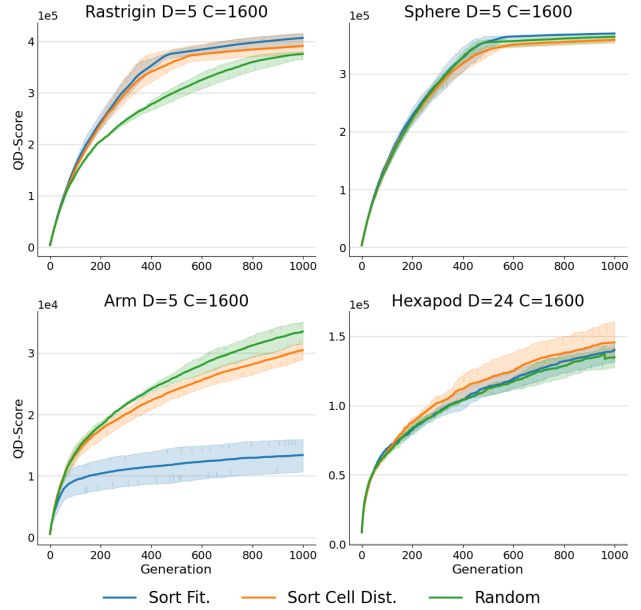 Rastrigin D=5 C=1600
Sphere D=5 C=1600
1e5
1e5
QD-Score
4
3
2
1
0
3
2
1
0
0 200 400 600 800 1000
0 200 400 600 800 1000
Arm D=5 C=1600
Hexapod D=24 C=1600
1e4
1e5
QD-Score
4
3
2
1
0
1.5
1.0
0.5
0.0
0 200 400 600 800 1000
0 200 400 600 800 1000
Generation
Generation
Sort Fit.
Sort Cell Dist.
Random